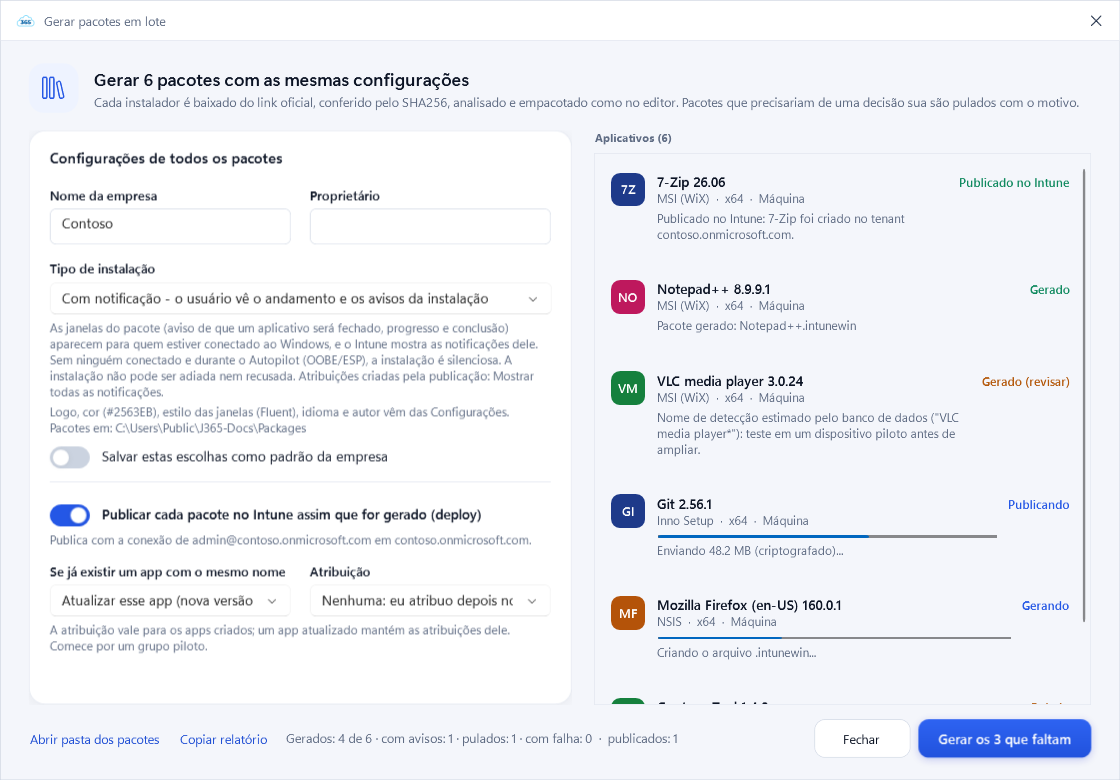 365 Gerar pacotes em lote
Gerar 6 pacotes com as mesmas configurações
Cada instalador é baixado do link oficial, conferido pelo SHA256, analisado e empacotado como no editor. Pacotes que precisariam de uma decisão sua são pulados com o motivo.
Configurações de todos os pacotes
Nome da empresa
Proprietário
Contoso
Tipo de instalação
Com notificação - o usuário vê o andamento e os avisos da instalação
As janelas do pacote (aviso de que um aplicativo será fechado, progresso e conclusão)
aparecem para quem estiver conectado ao Windows, e o Intune mostra as notificações dele.
Sem ninguém conectado e durante o Autopilot (OOBE/ESP), a instalação é silenciosa. A
instalação não pode ser adiada nem recusada. Atribuições criadas pela publicação: Mostrar
todas as notificações.
Logo, cor (#2563EB), estilo das janelas (Fluent), idioma e autor vêm das Configurações.
Pacotes em: C:\Users\Public\J365-Docs\Packages
Salvar estas escolhas como padrão da empresa
Publicar cada pacote no Intune assim que for gerado (deploy)
Publica com a conexão de admin@contoso.onmicrosoft.com em contoso.onmicrosoft.com.
Se já existir um app com o mesmo nome
Atribuição
Atualizar esse app (nova versão
Nenhuma: eu atribuo depois no
A atribuição vale para os apps criados; um app atualizado mantém as atribuições dele.
Comece por um grupo piloto.
Aplicativos (6)
7Z
7-Zip 26.06
Publicado no Intune
MSI (WiX) · x64 · Máquina
Publicado no Intune: 7-Zip foi criado no tenant
contoso.onmicrosoft.com.
NO
Notepad++ 8.9.9.1
Gerado
MSI (WiX) · x64 · Máquina
Pacote gerado: Notepad++.intunewin
VM
VLC media player 3.0.24
Gerado (revisar)
MSI (WiX) · x64 · Máquina
Nome de detecção estimado pelo banco de dados ("VLC
media player*"): teste em um dispositivo piloto antes de
ampliar.
GI
Git 2.56.1
Publicando
Inno Setup · x64 · Máquina
Enviando 48.2 MB (criptografado)...
MF
Mozilla Firefox (en-US) 160.0.1
Gerando
NSIS · x64 · Máquina
Criando o arquivo .intunewin...
Abrir pasta dos pacotes
Copiar relatório
Gerados: 4 de 6 · com avisos: 1 · pulados: 1 · com falha: 0 · publicados: 1
Fechar
Gerar os 3 que faltam